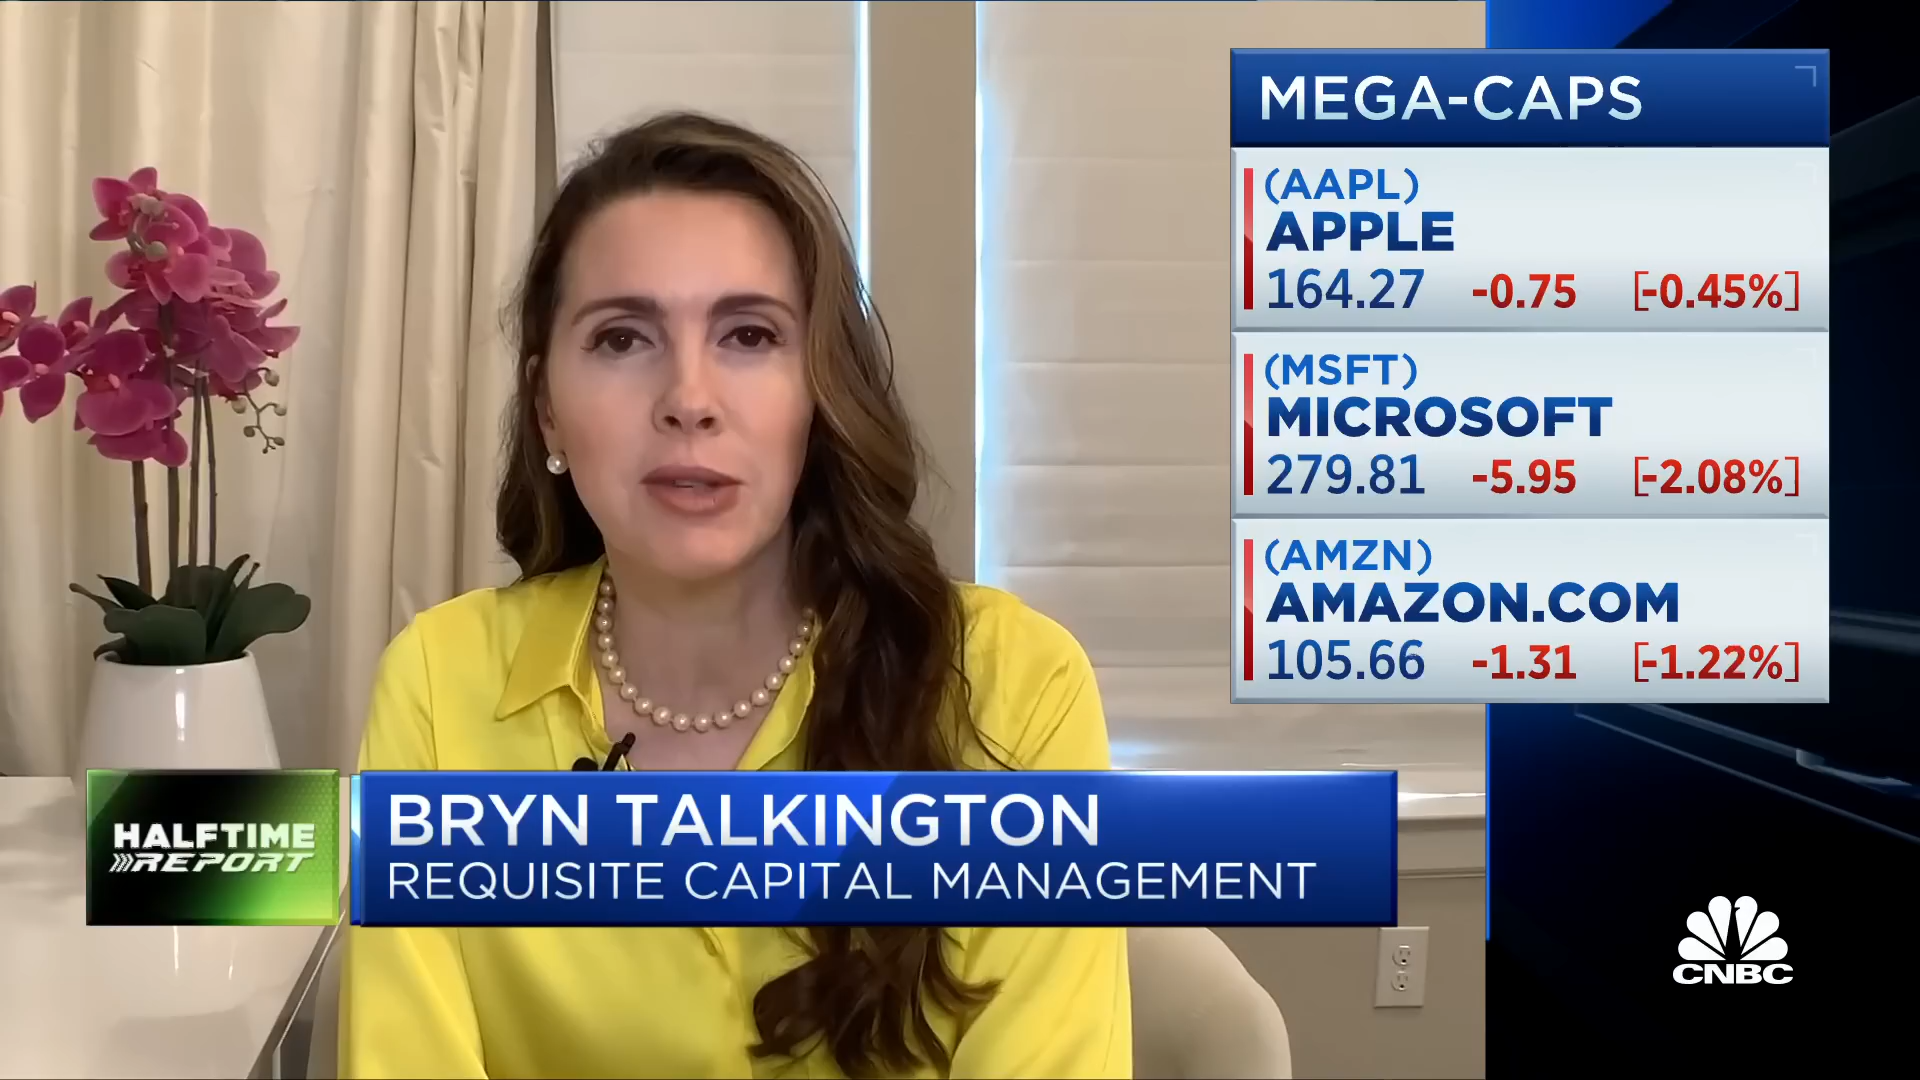 MEGA-CAPS
(AAPL)
APPLE
164.27 -0.75 [-0.45%]
(MSFT)
MICROSOFT
279.81 -5.95 [-2.08%]
(AMZN)
AMAZON.COM
105.66 -1.31 [-1.22%]
HALFTIME
REPORT
BRYN TALKINGTON
REQUISITE CAPITAL MANAGEMENT
CNBC